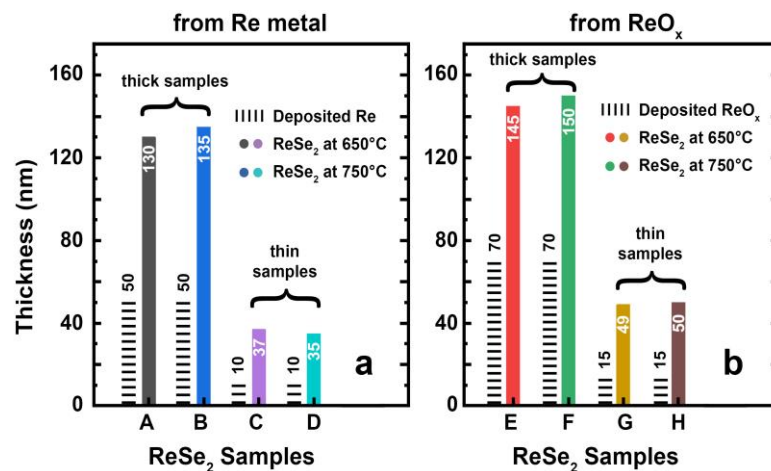 from Re metal
from ReOₓ
Thickness (nm)
160
120
80
40
0
thick samples
Deposited Re
ReSe₂ at 650°C
ReSe₂ at 750°C
thin
samples
50
130
50
135
10
37
10
35
a
A B C D
ReSe₂ Samples
160
120
80
40
0
thick samples
Deposited ReOₓ
ReSe₂ at 650°C
ReSe₂ at 750°C
thin
samples
70
145
70
150
15
49
15
50
b
E F G H
ReSe₂ Samples